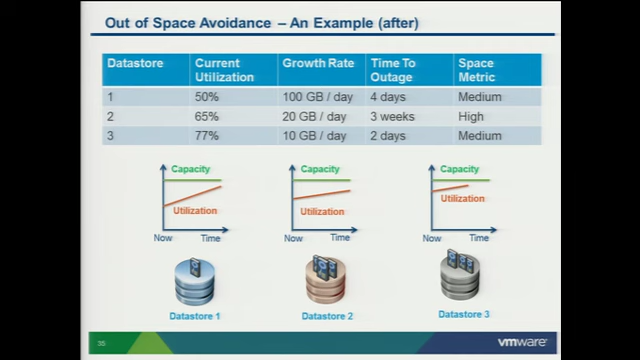 Out of Space Avoidance – An Example (after)
Datastore Current Utilization Growth Rate Time To Outage Space Metric
1 50% 100 GB / day 4 days Medium
2 65% 20 GB / day 3 weeks High
3 77% 10 GB / day 2 days Medium
Capacity Capacity Capacity
Utilization Utilization Utilization
Now Time Now Time Now Time
Datastore 1 Datastore 2 Datastore 3
35 vmware